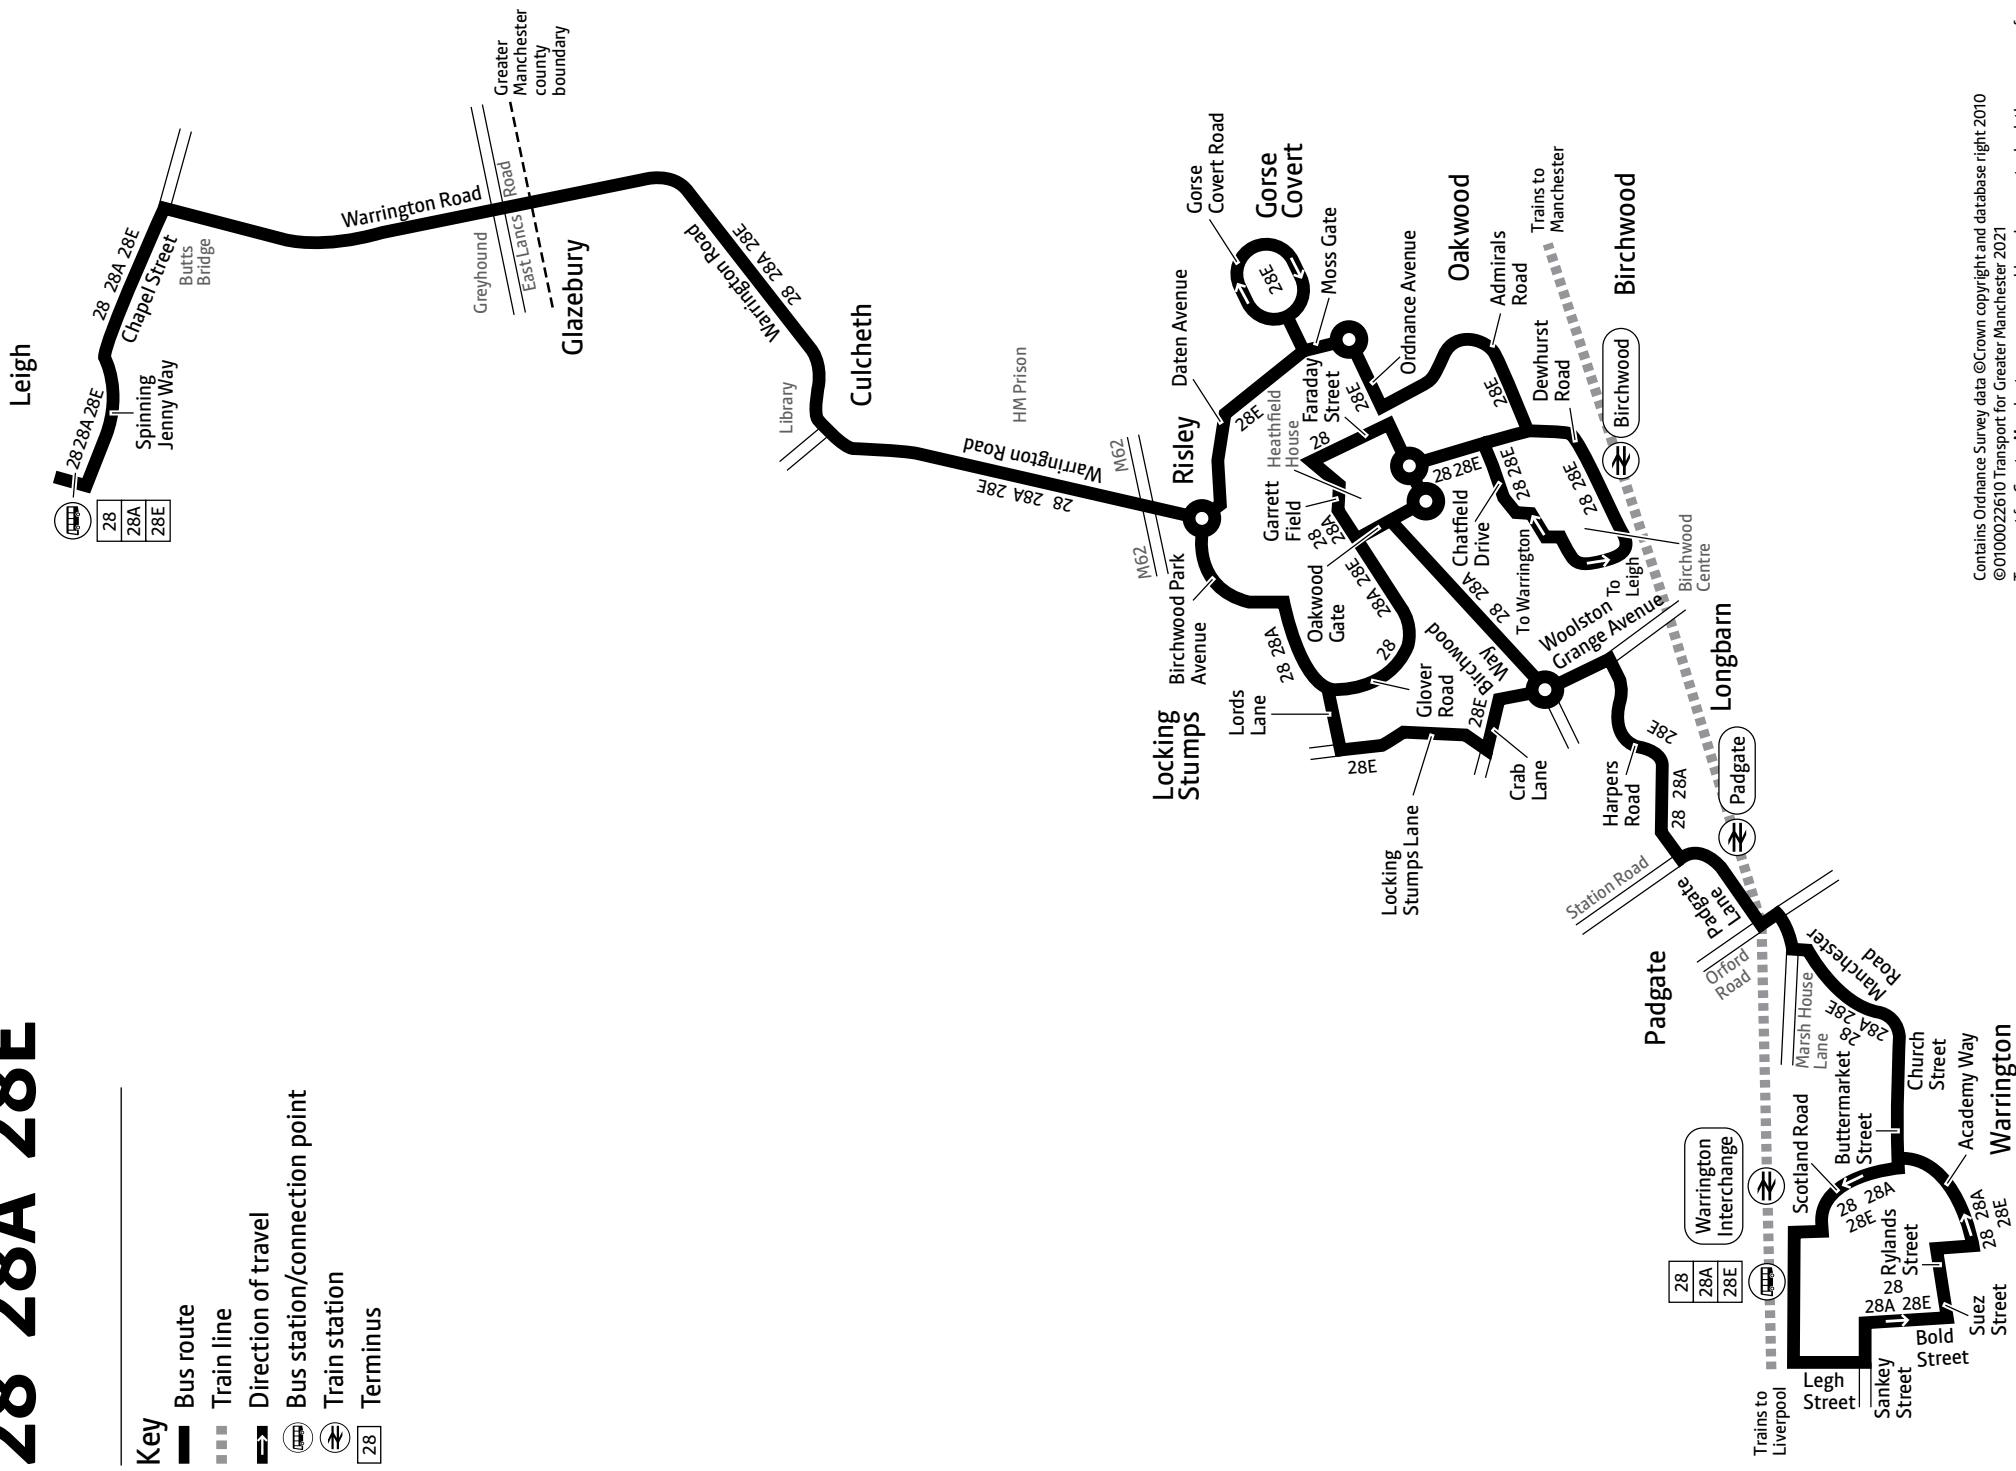 28 28A 28E
Key
Bus route
Train line
Direction of travel
Bus station/connection point
Train station
28
Terminus
Leigh
28
28A
28E
28 28A 28E
Spinning
Jenny Way
28 28A 28E
Chapel Street
Butts
Bridge
Warrington Road
Greyhound
East Lancs Road
Greater
Manchester
county
boundary
Glazebury
Warrington Road
28 28A 28E
Library
Culcheth
HM Prison
Warrington Road
28 28A 28E
M62
M62
Risley
Daten Avenue
28E
Gorse
Covert Road
Gorse
Covert
28E
Moss Gate
Faraday
Street
28
Heathfield
House
Garrett
Field
28
28A
28E
Ordnance Avenue
Oakwood
Admirals
Road
28E
Dewhurst
Road
Trains to
Manchester
Birchwood
Birchwood
28 28E
28 28E
28 28E
Chatfield
Drive
To Warrington
To
Leigh
Birchwood
Centre
Birchwood Park
Avenue
28 28A
Oakwood
Gate
28A 28E
28
Glover
Road
Birchwood
Way
28 28A
Woolston
Grange Avenue
Longbarn
Locking
Stumps
Lords
Lane
28E
Locking
Stumps Lane
28E
Crab
Lane
Harpers
Road
28E
28 28A
Padgate
Station Road
Padgate
Lane
Padgate
Orford
Road
Marsh House
Lane
Manchester
Road
28
28A 28E
Church
Street
Buttermarket
Street
Academy Way
Scotland Road
28 28A
28E
Warrington
Interchange
28
28A
28E
Rylands
Street
28 28A
28E
28
28A 28E
Suez
Street
Bold
Street
Sankey
Street
Legh
Street
Trains to
Liverpool
Warrington
Contains Ordnance Survey data ©Crown copyright and database right 2010
©0100022610 Transport for Greater Manchester 2021